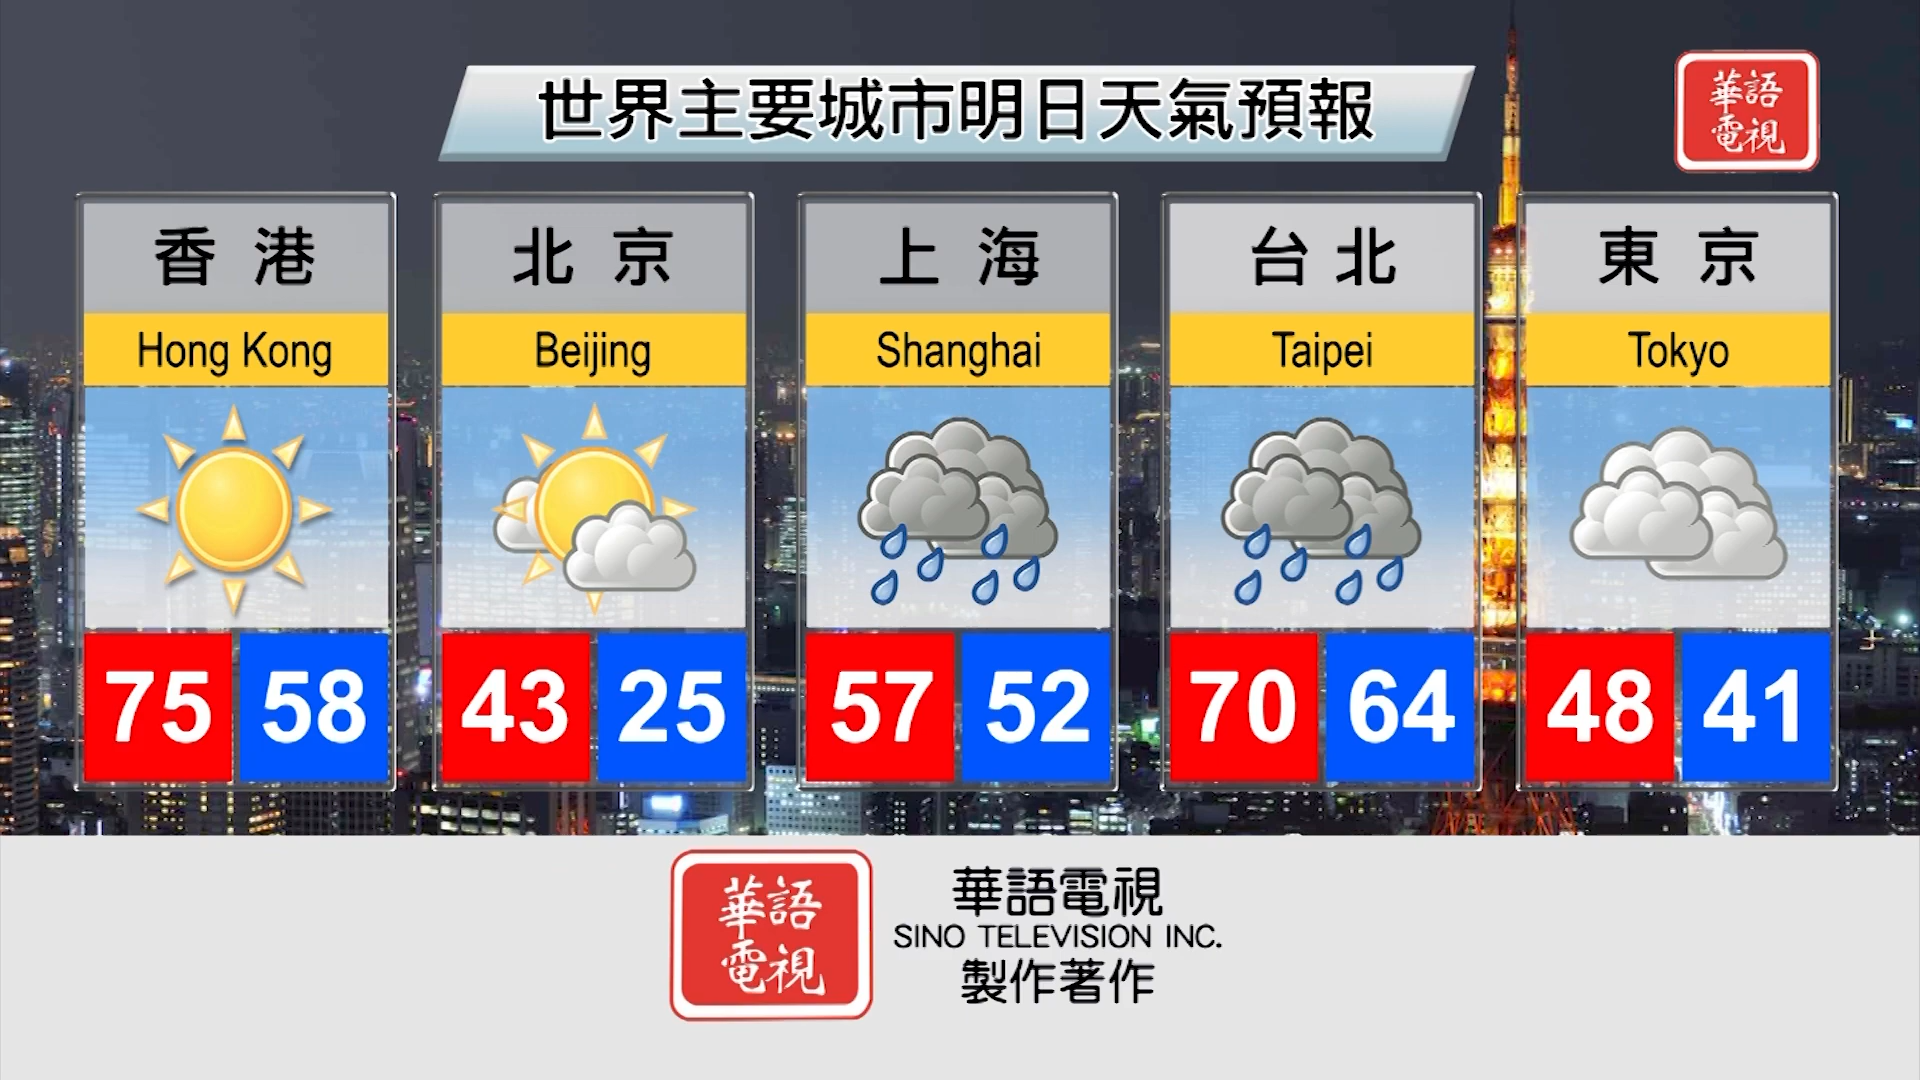 世界主要城市明日天氣預報
華語
電視
香港
北京
上海
台北
東京
Hong Kong
Beijing
Shanghai
Taipei
Tokyo
75 58
43 25
57 52
70 64
48 41
華語
電視
華語電視
SINO TELEVISION INC.
製作著作